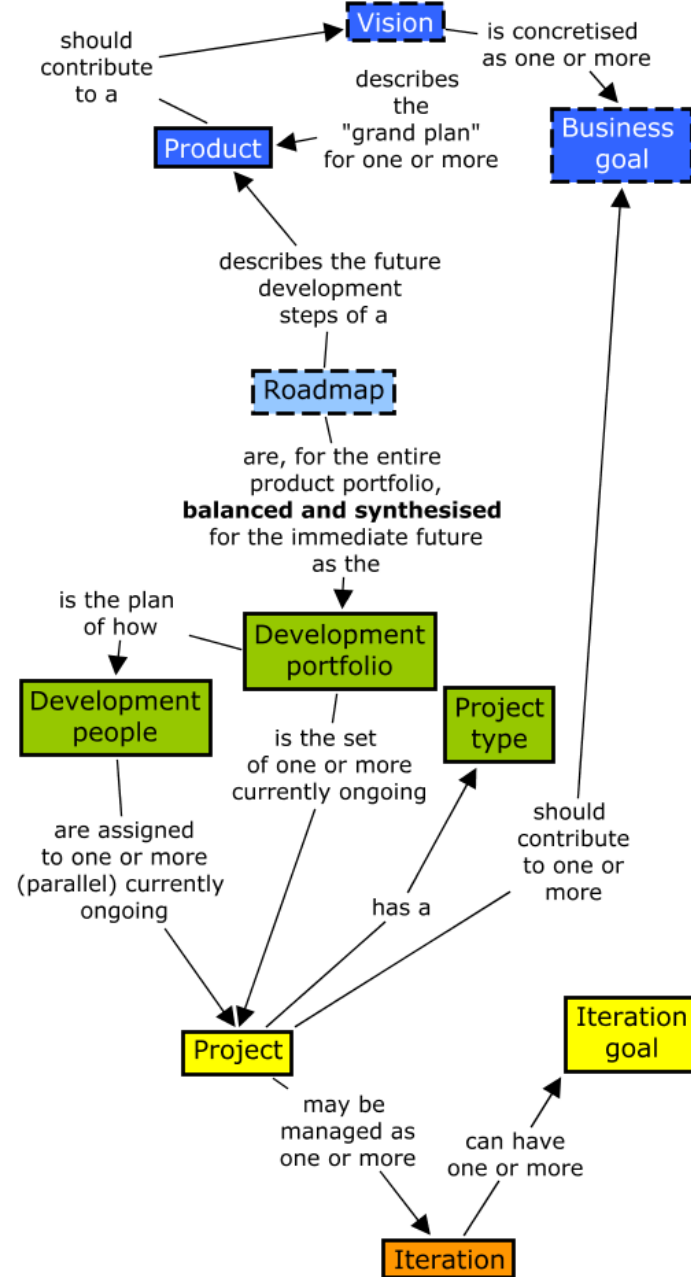 Vision
should
contribute
to a
is concretised
as one or more
describes
the
"grand plan"
for one or more
Product
Business
goal
describes the future
development
steps of a
Roadmap
are, for the entire
product portfolio,
balanced and synthesised
for the immediate future
as the
is the plan
of how
Development
portfolio
Development
people
Project
type
is the set
of one or more
currently ongoing
should
contribute
to one or
more
are assigned
to one or more
(parallel) currently
ongoing
has a
Project
Iteration
goal
may be
managed as
one or more
can have
one or more
Iteration